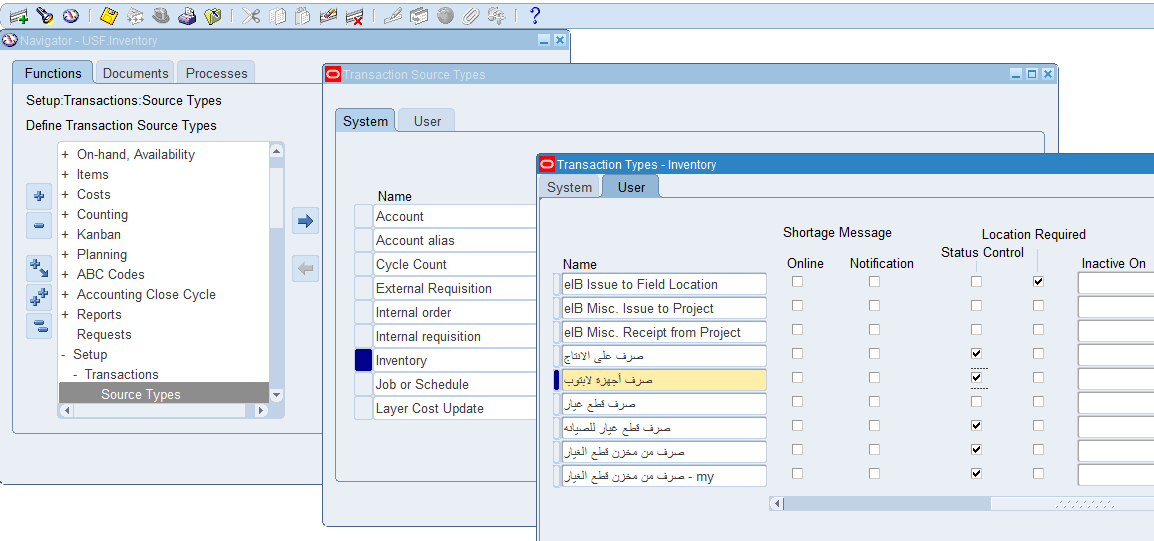 Navigator - USF.Inventory
Functions
Documents
Processes
Setup:Transactions:Source Types
Define Transaction Source Types
+ On-hand, Availability
+ Items
+ Costs
+ Counting
+ Kanban
+ Planning
+ ABC Codes
+ Accounting Close Cycle
+ Reports
Requests
- Setup
- Transactions
Source Types
Transaction Source Types
System
User
Name
Account
Account alias
Cycle Count
External Requisition
Internal order
Internal requisition
Inventory
Job or Schedule
Layer Cost Update
Transaction Types - Inventory
System
User
Shortage Message
Location Required
Status Control
Name
Online
Notification
Inactive On
eIB Issue to Field Location
eIB Misc. Issue to Project
eIB Misc. Receipt from Project
صرف على الانتاج
صرف أجهزة لابتوب
صرف قطع غيار
صرف قطع غيار للصيانه
صرف من مخزن قطع الغيار
صرف من مخزن قطع الغيار - my